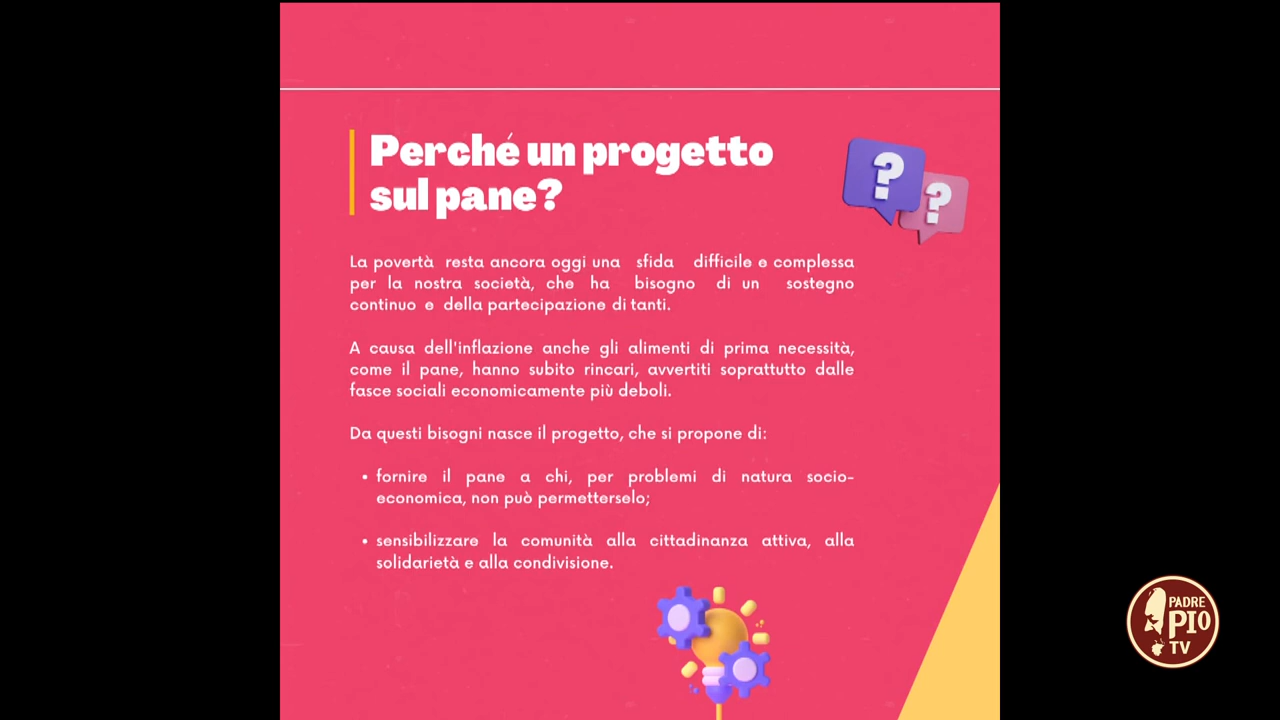 Perché un progetto
sul pane?
? ?
La povertà resta ancora oggi una sfida difficile e complessa
per la nostra società, che ha bisogno di un sostegno
continuo e della partecipazione di tanti.
A causa dell'inflazione anche gli alimenti di prima necessità,
come il pane, hanno subito rincari, avvertiti soprattutto dalle
fasce sociali economicamente più deboli.
Da questi bisogni nasce il progetto, che si propone di:
• fornire il pane a chi, per problemi di natura socio-
economica, non può permetterselo;
• sensibilizzare la comunità alla cittadinanza attiva, alla
solidarietà e alla condivisione.
PADRE
PIO
TV